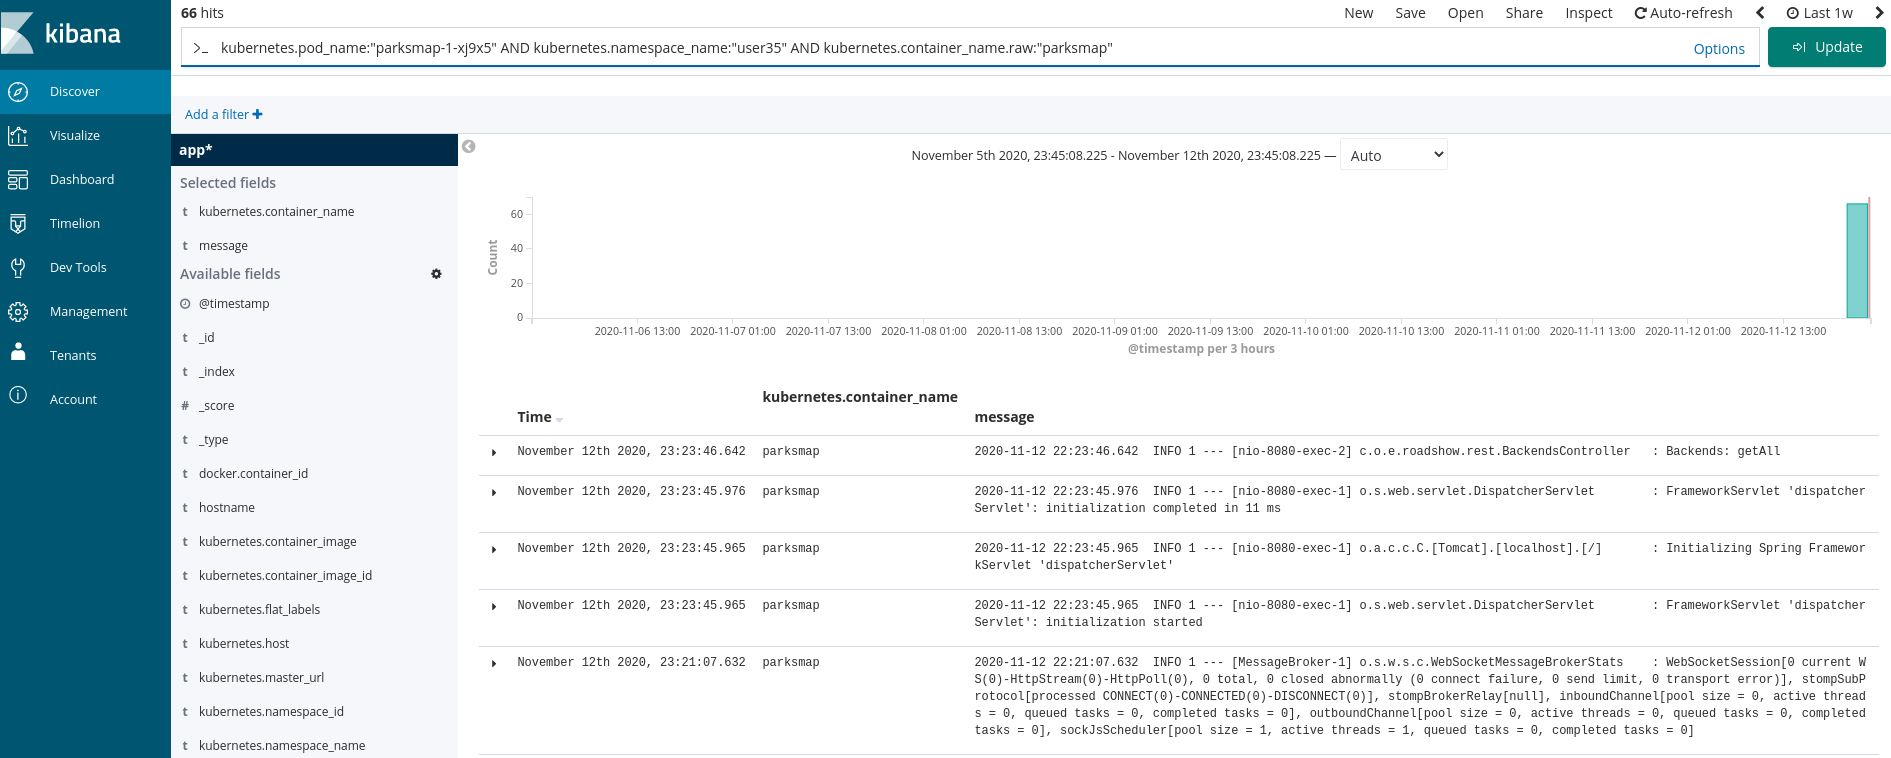 kibana
Discover
Visualize
Dashboard
Timelion
Dev Tools
Management
Tenants
Account
66 hits
New Save Open Share Inspect Auto-refresh Last 1w
>_ kubernetes.pod_name:"parksmap-1-xj9x5" AND kubernetes.namespace_name:"user35" AND kubernetes.container_name.raw:"parksmap" Options Update
Add a filter +
app*
Selected fields
t kubernetes.container_name
t message
Available fields
@timestamp
t _id
t _index
# _score
t _type
t docker.container_id
t hostname
t kubernetes.container_image
t kubernetes.container_image_id
t kubernetes.flat_labels
t kubernetes.host
t kubernetes.master_url
t kubernetes.namespace_id
t kubernetes.namespace_name
November 5th 2020, 23:45:08.225 - November 12th 2020, 23:45:08.225 — Auto
Count
60
40
20
0
2020-11-06 13:00 2020-11-07 01:00 2020-11-07 13:00 2020-11-08 01:00 2020-11-08 13:00 2020-11-09 01:00 2020-11-09 13:00 2020-11-10 01:00 2020-11-10 13:00 2020-11-11 01:00 2020-11-11 13:00 2020-11-12 01:00 2020-11-12 13:00
@timestamp per 3 hours
Time kubernetes.container_name message
November 12th 2020, 23:23:46.642 parksmap 2020-11-12 22:23:46.642 INFO 1 --- [nio-8080-exec-2] c.o.e.roadshow.rest.BackendsController : Backends: getAll
November 12th 2020, 23:23:45.976 parksmap 2020-11-12 22:23:45.976 INFO 1 --- [nio-8080-exec-1] o.s.web.servlet.DispatcherServlet : FrameworkServlet 'dispatcher
Servlet': initialization completed in 11 ms
November 12th 2020, 23:23:45.965 parksmap 2020-11-12 22:23:45.965 INFO 1 --- [nio-8080-exec-1] o.a.c.c.C.[Tomcat].[localhost].[/] : Initializing Spring Framewor
kServlet 'dispatcherServlet'
November 12th 2020, 23:23:45.965 parksmap 2020-11-12 22:23:45.965 INFO 1 --- [nio-8080-exec-1] o.s.web.servlet.DispatcherServlet : FrameworkServlet 'dispatcher
Servlet': initialization started
November 12th 2020, 23:21:07.632 parksmap 2020-11-12 22:21:07.632 INFO 1 --- [MessageBroker-1] o.s.w.s.c.WebSocketMessageBrokerStats : WebSocketSession[0 current W
S(0)-HttpStream(0)-HttpPoll(0), 0 total, 0 closed abnormally (0 connect failure, 0 send limit, 0 transport error)], stompSubP
rotocol[processed CONNECT(0)-CONNECTED(0)-DISCONNECT(0)], stompBrokerRelay[null], inboundChannel[pool size = 0, active thread
s = 0, queued tasks = 0, completed tasks = 0], outboundChannel[pool size = 0, active threads = 0, queued tasks = 0, completed
tasks = 0], sockJsScheduler[pool size = 1, active threads = 1, queued tasks = 0, completed tasks = 0]